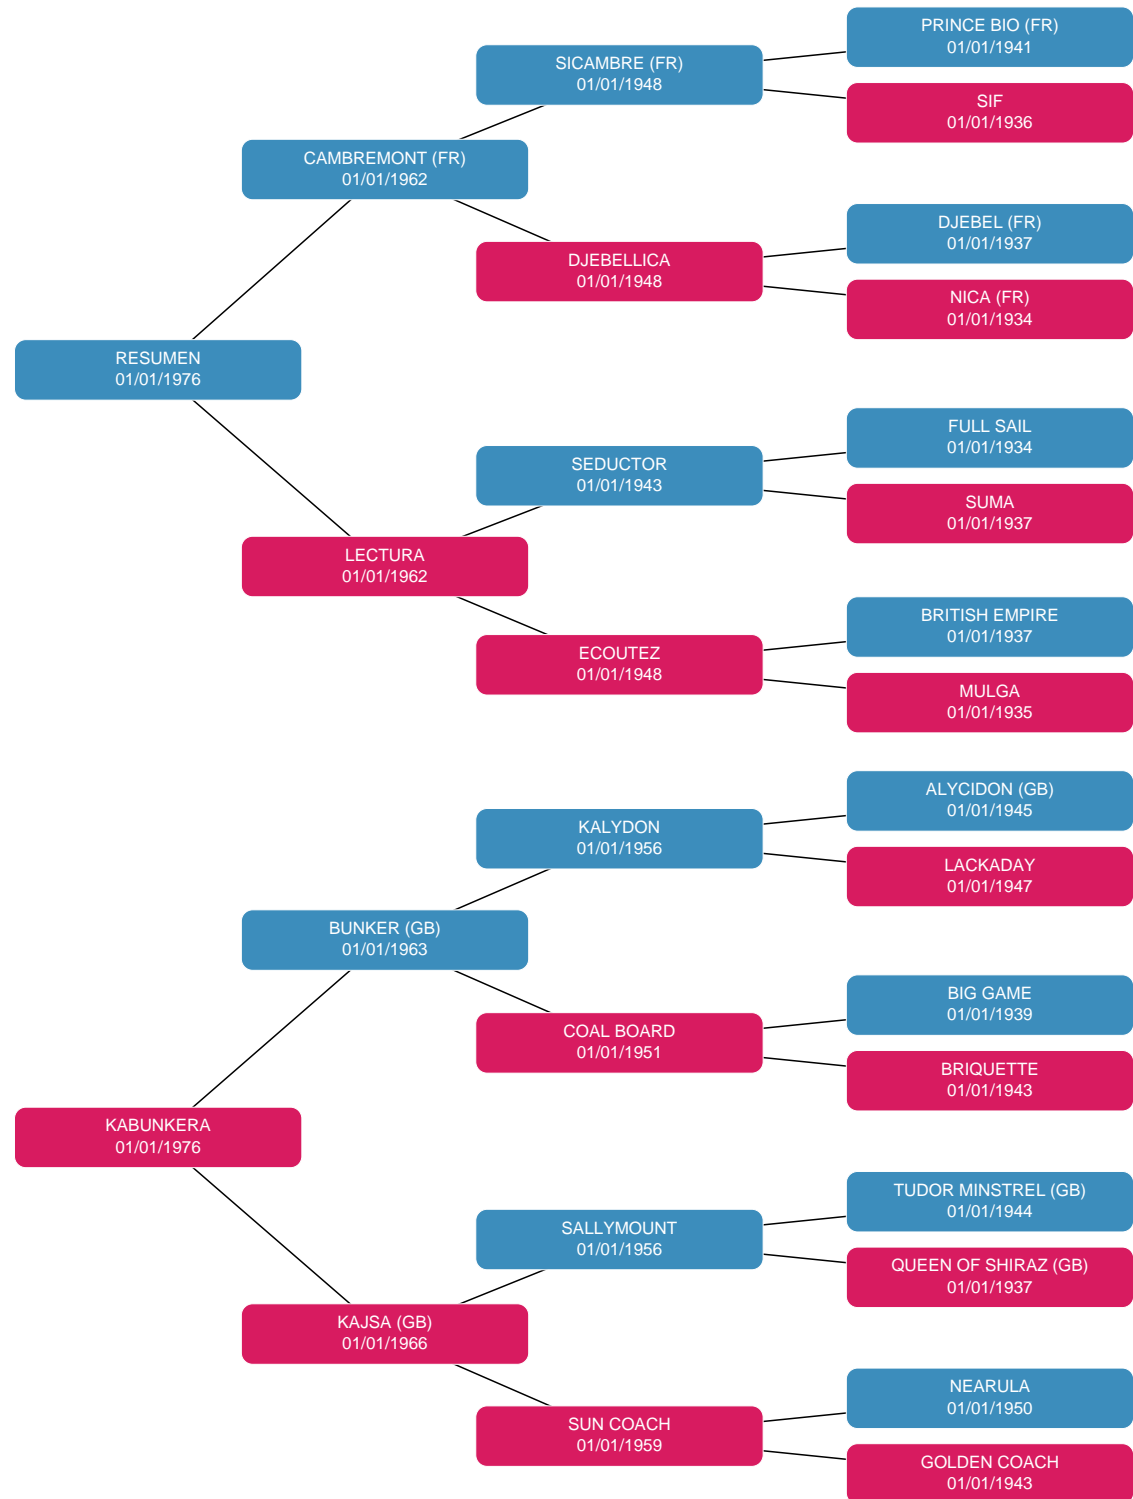 PRINCE BIO (FR)
01/01/1941
SICAMBRE (FR)
01/01/1948
SIF
01/01/1936
CAMBREMONT (FR)
01/01/1962
DJEBEL (FR)
01/01/1937
DJEBELLICA
01/01/1948
NICA (FR)
01/01/1934
RESUMEN
01/01/1976
FULL SAIL
01/01/1934
SEDUCTOR
01/01/1943
SUMA
01/01/1937
LECTURA
01/01/1962
BRITISH EMPIRE
01/01/1937
ECOUTEZ
01/01/1948
MULGA
01/01/1935
ALYCIDON (GB)
01/01/1945
KALYDON
01/01/1956
LACKADAY
01/01/1947
BUNKER (GB)
01/01/1963
BIG GAME
01/01/1939
COAL BOARD
01/01/1951
BRIQUETTE
01/01/1943
KABUNKERA
01/01/1976
TUDOR MINSTREL (GB)
01/01/1944
SALLYMOUNT
01/01/1956
QUEEN OF SHIRAZ (GB)
01/01/1937
KAJSA (GB)
01/01/1966
NEARULA
01/01/1950
SUN COACH
01/01/1959
GOLDEN COACH
01/01/1943